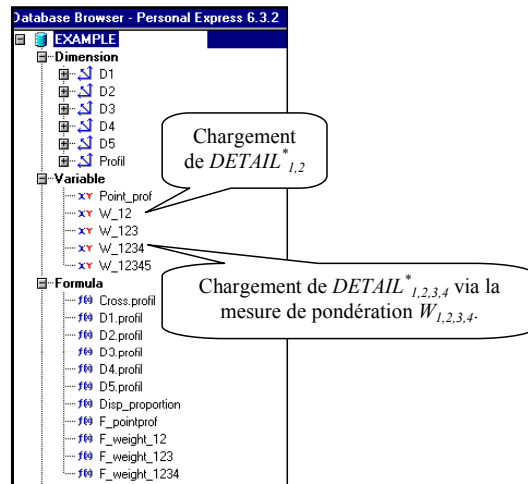 Database Browser - Personal Express 6.3.2
EXAMPLE
Dimension
D1
D2
D3
D4
D5
Profil
Chargement
de DETAIL*1,2
Variable
Point_prof
W_12
W_123
W_1234
W_12345
Chargement de DETAIL*1,2,3,4 via la
mesure de pondération W1,2,3,4.
Formula
Cross.profil
D1.profil
D2.profil
D3.profil
D4.profil
D5.profil
Disp_proportion
F_pointprof
F_weight_12
F_weight_123
F_weight_1234